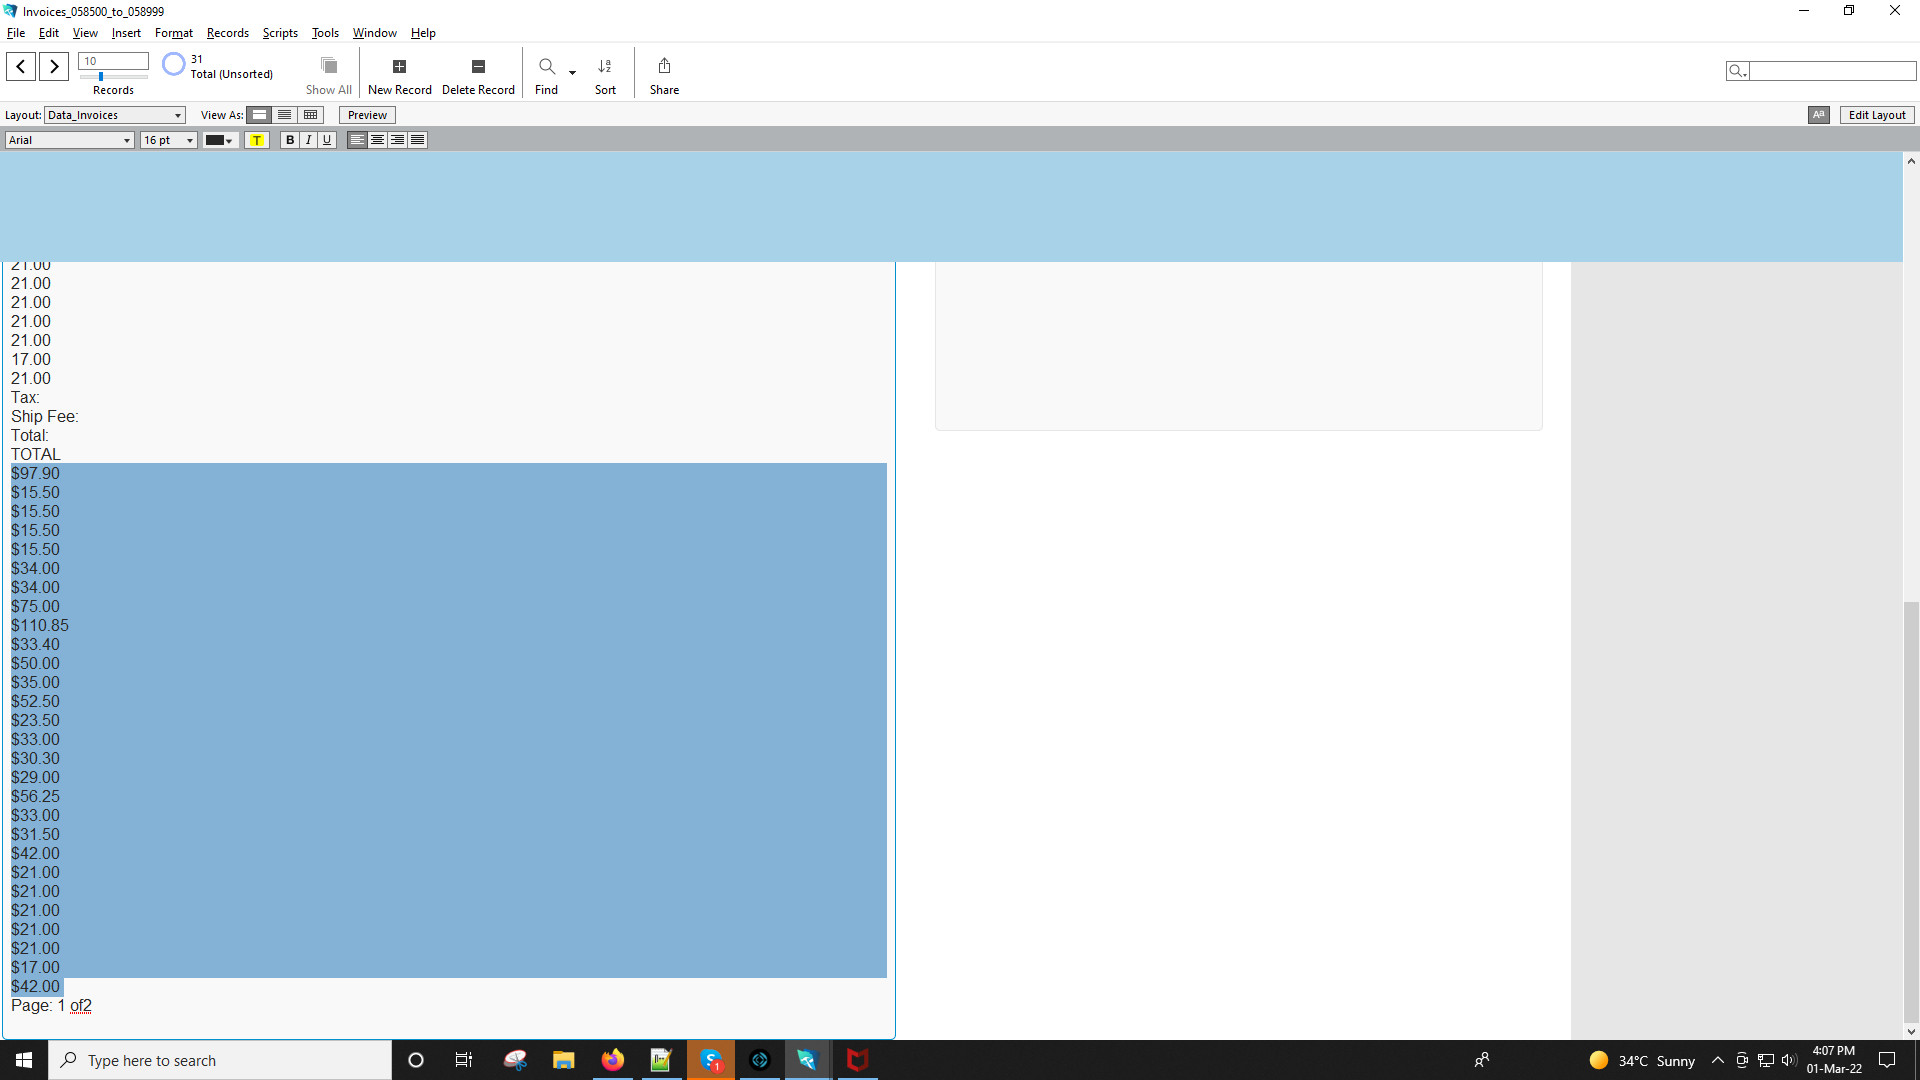 Invoices_058500_to_058999
File Edit View Insert Format Records Scripts Tools Window Help
10
31
Total (Unsorted)
Records
Show All
New Record
Delete Record
Find
Sort
Share
Layout: Data_Invoices
View As:
Preview
Aa
Edit Layout
Arial
16 pt
T
B
I
U
21.00
21.00
21.00
21.00
21.00
17.00
21.00
Tax:
Ship Fee:
Total:
TOTAL
$97.90
$15.50
$15.50
$15.50
$15.50
$34.00
$34.00
$75.00
$110.85
$33.40
$50.00
$35.00
$52.50
$23.50
$33.00
$30.30
$29.00
$56.25
$33.00
$31.50
$42.00
$21.00
$21.00
$21.00
$21.00
$21.00
$17.00
$42.00
Page: 1 of2
Type here to search
S
1
34°C Sunny
4:07 PM
01-Mar-22